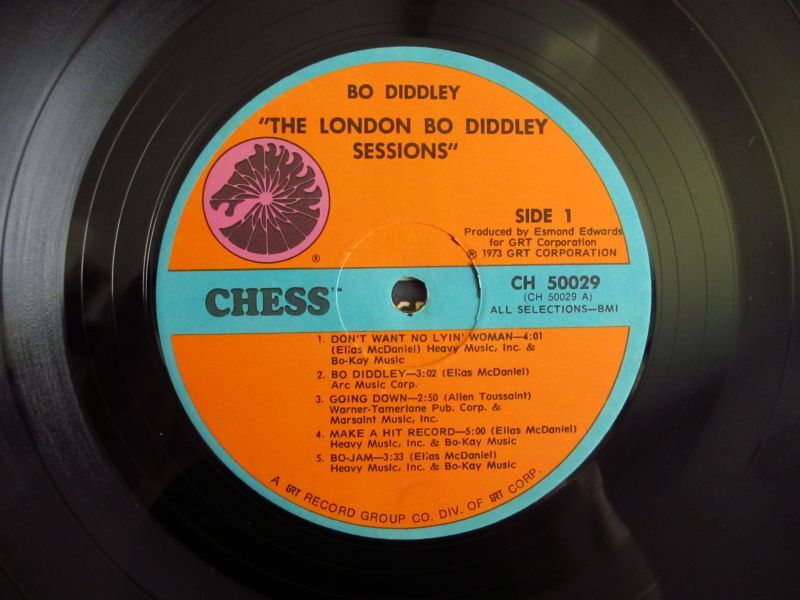 BO DIDDLEY
"THE LONDON BO DIDDLEY
SESSIONS"
®
SIDE 1
Produced by Esmond Edwards
for GRT Corporation
℗ 1973 GRT CORPORATION
CHESS™
CH 50029
(CH 50029 A)
ALL SELECTIONS—BMI
1. DON'T WANT NO LYIN' WOMAN—4:01
(Elias McDaniel) Heavy Music, Inc. &
Bo-Kay Music
2. BO DIDDLEY—3:02 (Elias McDaniel)
Arc Music Corp.
3. GOING DOWN—2:50 (Allen Toussaint)
Warner-Tamerlane Pub. Corp. &
Marsaint Music, Inc.
4. MAKE A HIT RECORD—5:00 (Elias McDaniel)
Heavy Music, Inc. & Bo-Kay Music
5. BO-JAM—3:33 (Elias McDaniel)
Heavy Music, Inc. & Bo-Kay Music
A GRT RECORD GROUP CO. DIV. OF GRT CORP.